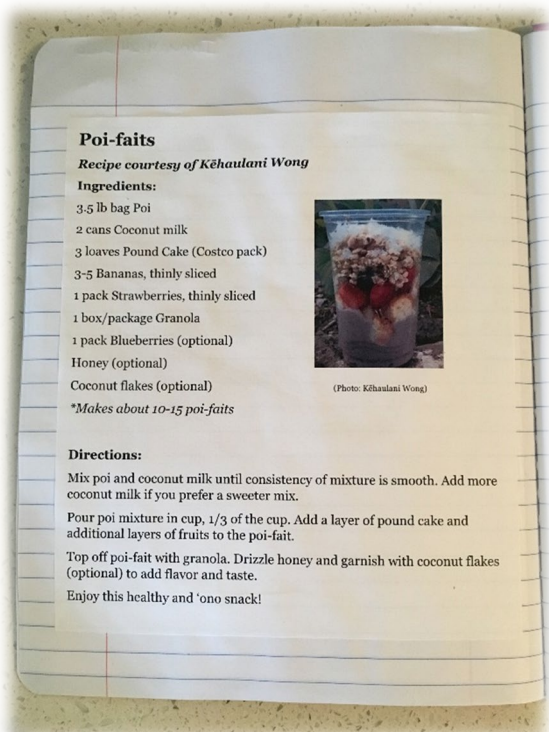 Poi-faits
Recipe courtesy of Kēhaulani Wong
Ingredients:
3.5 lb bag Poi
2 cans Coconut milk
3 loaves Pound Cake (Costco pack)
3-5 Bananas, thinly sliced
1 pack Strawberries, thinly sliced
1 box/package Granola
1 pack Blueberries (optional)
Honey (optional)
Coconut flakes (optional)
*Makes about 10-15 poi-faits
(Photo: Kēhaulani Wong)
Directions:
Mix poi and coconut milk until consistency of mixture is smooth. Add more
coconut milk if you prefer a sweeter mix.
Pour poi mixture in cup, 1/3 of the cup. Add a layer of pound cake and
additional layers of fruits to the poi-fait.
Top off poi-fait with granola. Drizzle honey and garnish with coconut flakes
(optional) to add flavor and taste.
Enjoy this healthy and ‘ono snack!